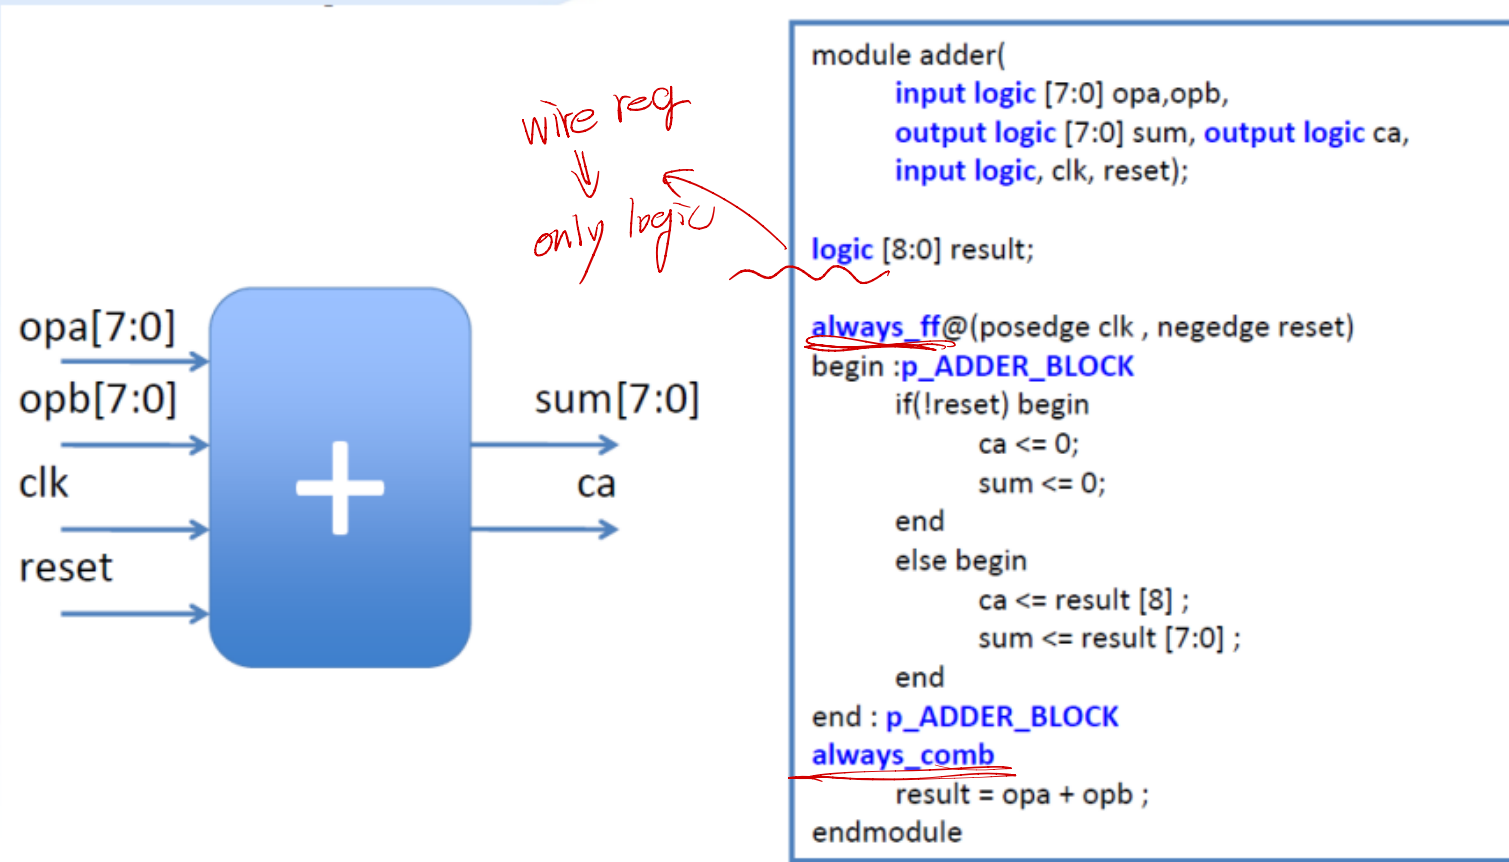 wire reg
only logic
opa[7:0]
opb[7:0]
clk
reset
+
sum[7:0]
ca
module adder(
input logic [7:0] opa,opb,
output logic [7:0] sum, output logic ca,
input logic, clk, reset);
logic [8:0] result;
always_ff@(posedge clk , negedge reset)
begin :p_ADDER_BLOCK
if(!reset) begin
ca <= 0;
sum <= 0;
end
else begin
ca <= result [8] ;
sum <= result [7:0] ;
end
end : p_ADDER_BLOCK
always_comb
result = opa + opb ;
endmodule